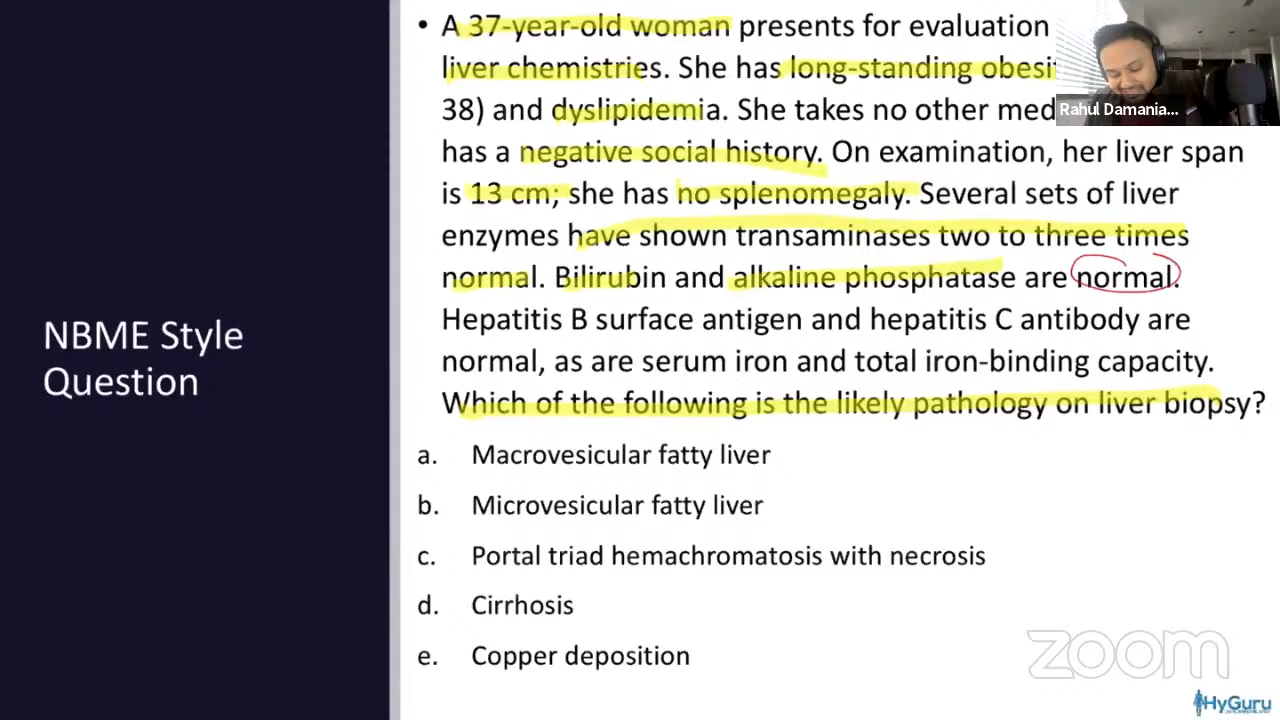 NBME Style
Question
• A 37-year-old woman presents for evaluation
liver chemistries. She has long-standing obesi
38) and dyslipidemia. She takes no other med
has a negative social history. On examination, her liver span
is 13 cm; she has no splenomegaly. Several sets of liver
enzymes have shown transaminases two to three times
normal. Bilirubin and alkaline phosphatase are normal.
Hepatitis B surface antigen and hepatitis C antibody are
normal, as are serum iron and total iron-binding capacity.
Which of the following is the likely pathology on liver biopsy?
a. Macrovesicular fatty liver
b. Microvesicular fatty liver
c. Portal triad hemachromatosis with necrosis
d. Cirrhosis
e. Copper deposition
Rahul Damania...
zoom
HyGuru